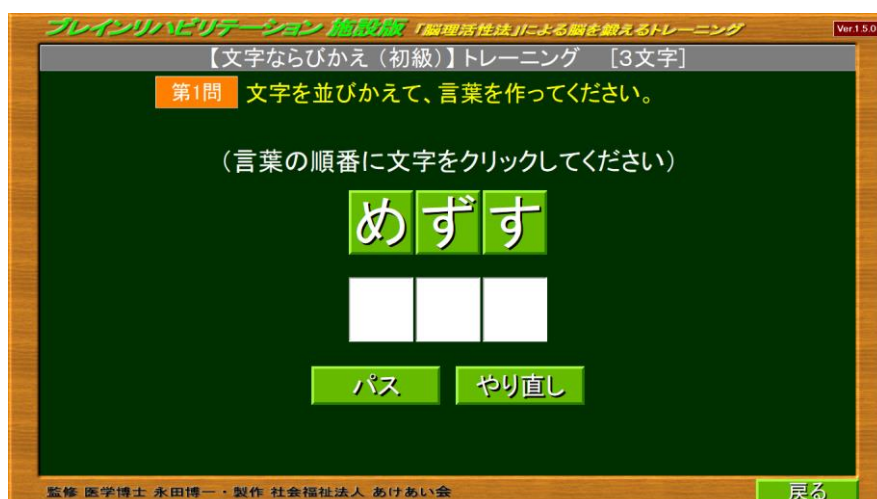 ブレインリハビリテーション 施設版 「脳理活性法」による脳を鍛えるトレーニング
Ver.1.5.0
【文字ならびかえ（初級）】トレーニング　[3文字]
第1問 文字を並びかえて、言葉を作ってください。
（言葉の順番に文字をクリックしてください）
めずす
パス やり直し
監修 医学博士 永田博一・製作 社会福祉法人 あけあい会
戻る